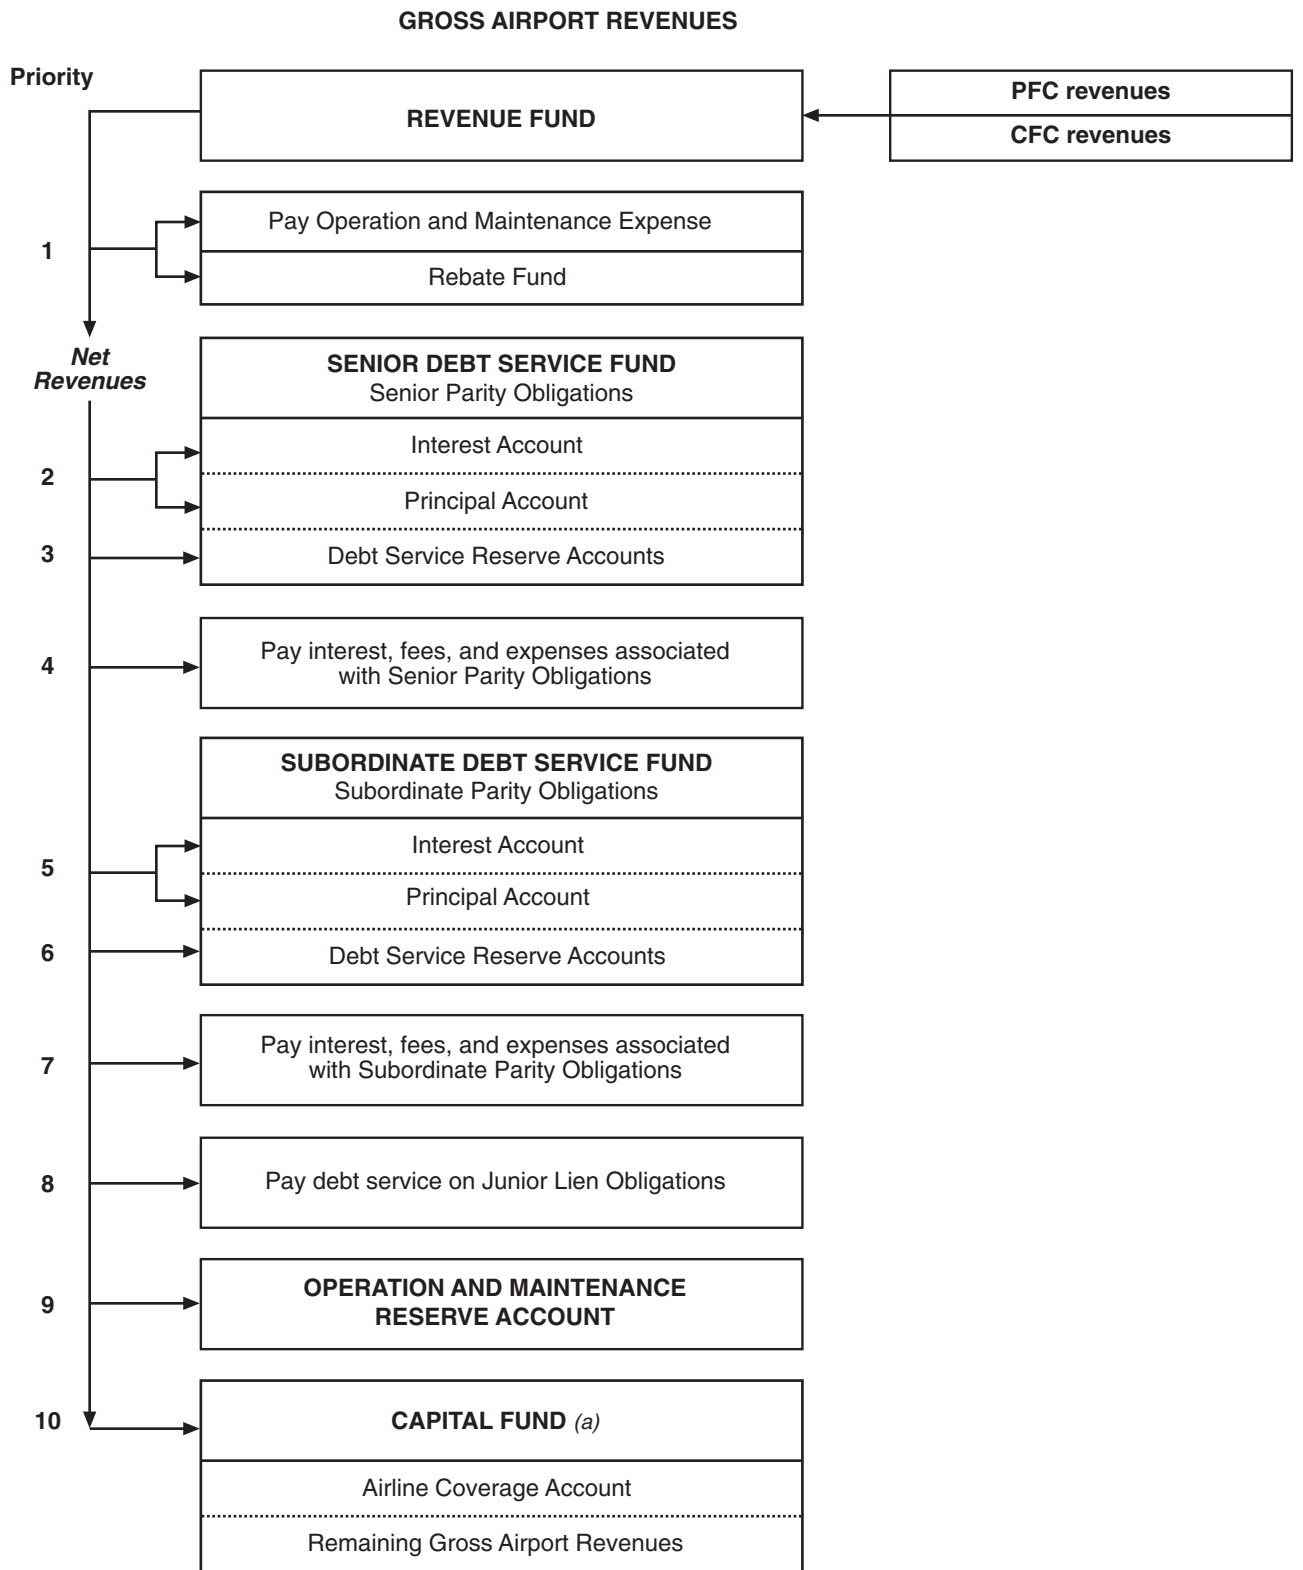 GROSS AIRPORT REVENUES
Priority
REVENUE FUND
PFC revenues
CFC revenues
1
Pay Operation and Maintenance Expense
Rebate Fund
Net
Revenues
SENIOR DEBT SERVICE FUND
Senior Parity Obligations
2
Interest Account
Principal Account
3
Debt Service Reserve Accounts
4
Pay interest, fees, and expenses associated
with Senior Parity Obligations
SUBORDINATE DEBT SERVICE FUND
Subordinate Parity Obligations
5
Interest Account
Principal Account
6
Debt Service Reserve Accounts
7
Pay interest, fees, and expenses associated
with Subordinate Parity Obligations
8
Pay debt service on Junior Lien Obligations
9
OPERATION AND MAINTENANCE
RESERVE ACCOUNT
10
CAPITAL FUND (a)
Airline Coverage Account
Remaining Gross Airport Revenues